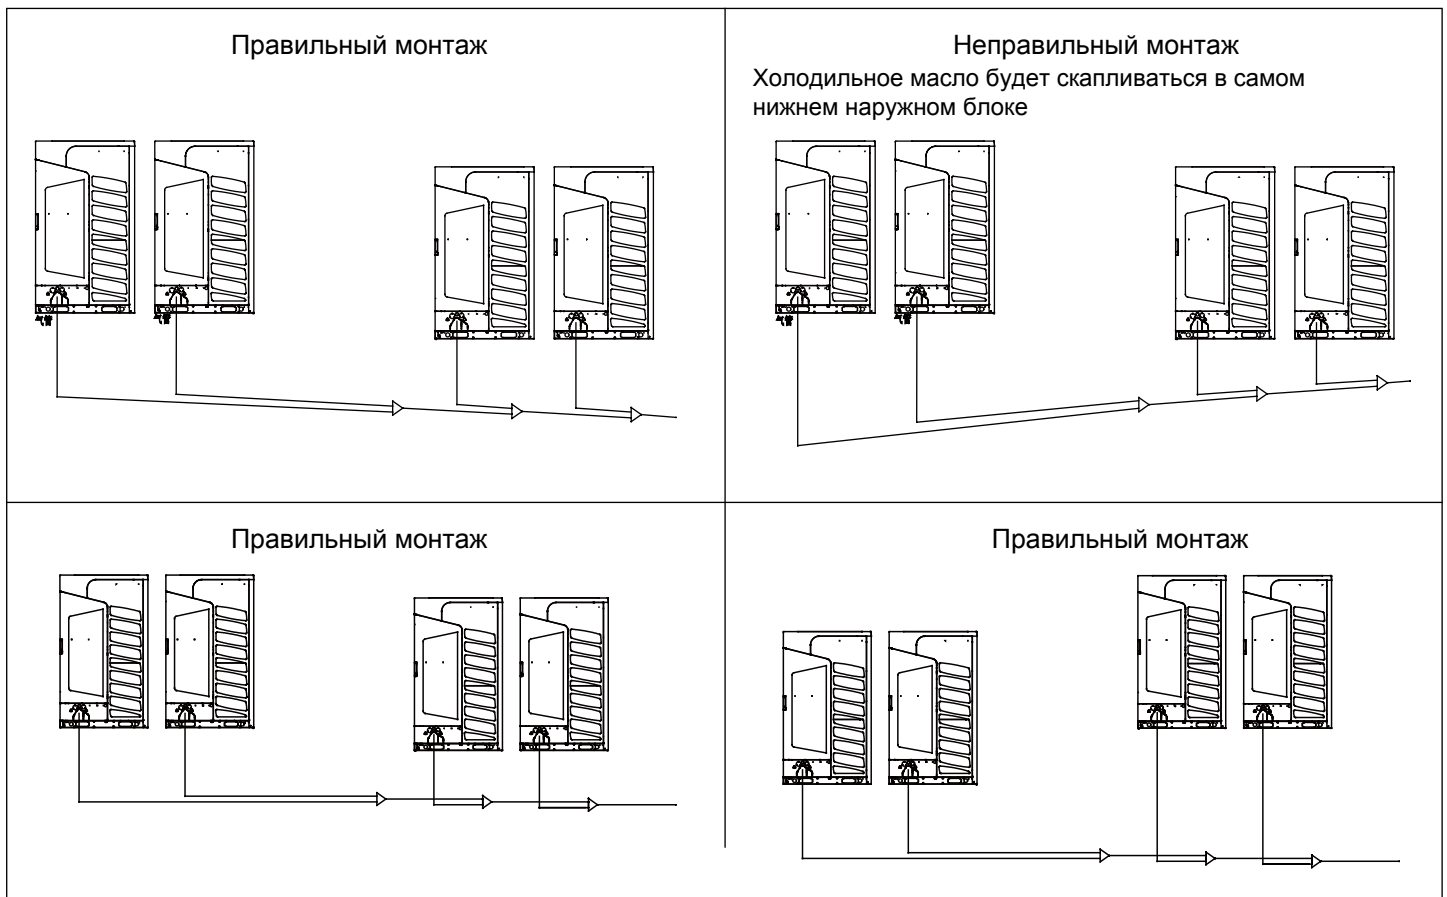 Правильный монтаж
Неправильный монтаж
Холодильное масло будет скапливаться в самом
нижнем наружном блоке
Правильный монтаж
Правильный монтаж